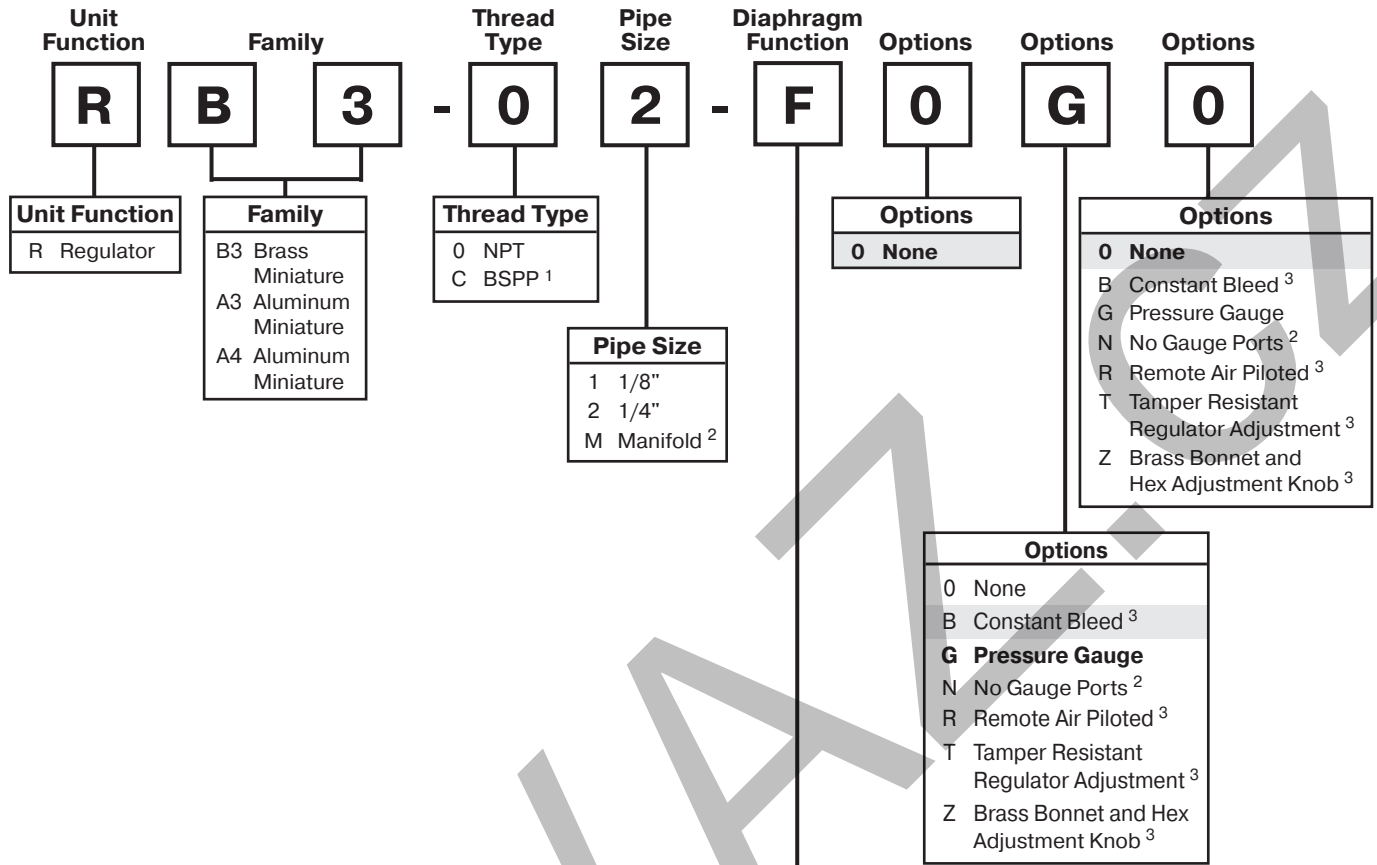 Unit
Function
Family
Thread
Type
Pipe
Size
Diaphragm
Function
Options
Options
Options
R B 3 - 0 2 - F 0 G 0
Unit Function
R Regulator
Family
B3 Brass
Miniature
A3 Aluminum
Miniature
A4 Aluminum
Miniature
Thread Type
0 NPT
C BSPP 1
Pipe Size
1 1/8"
2 1/4"
M Manifold 2
Options
0 None
Options
0 None
B Constant Bleed 3
G Pressure Gauge
N No Gauge Ports 2
R Remote Air Piloted 3
T Tamper Resistant
Regulator Adjustment 3
Z Brass Bonnet and
Hex Adjustment Knob 3
Options
0 None
B Constant Bleed 3
G Pressure Gauge
N No Gauge Ports 2
R Remote Air Piloted 3
T Tamper Resistant
Regulator Adjustment 3
Z Brass Bonnet and Hex
Adjustment Knob 3